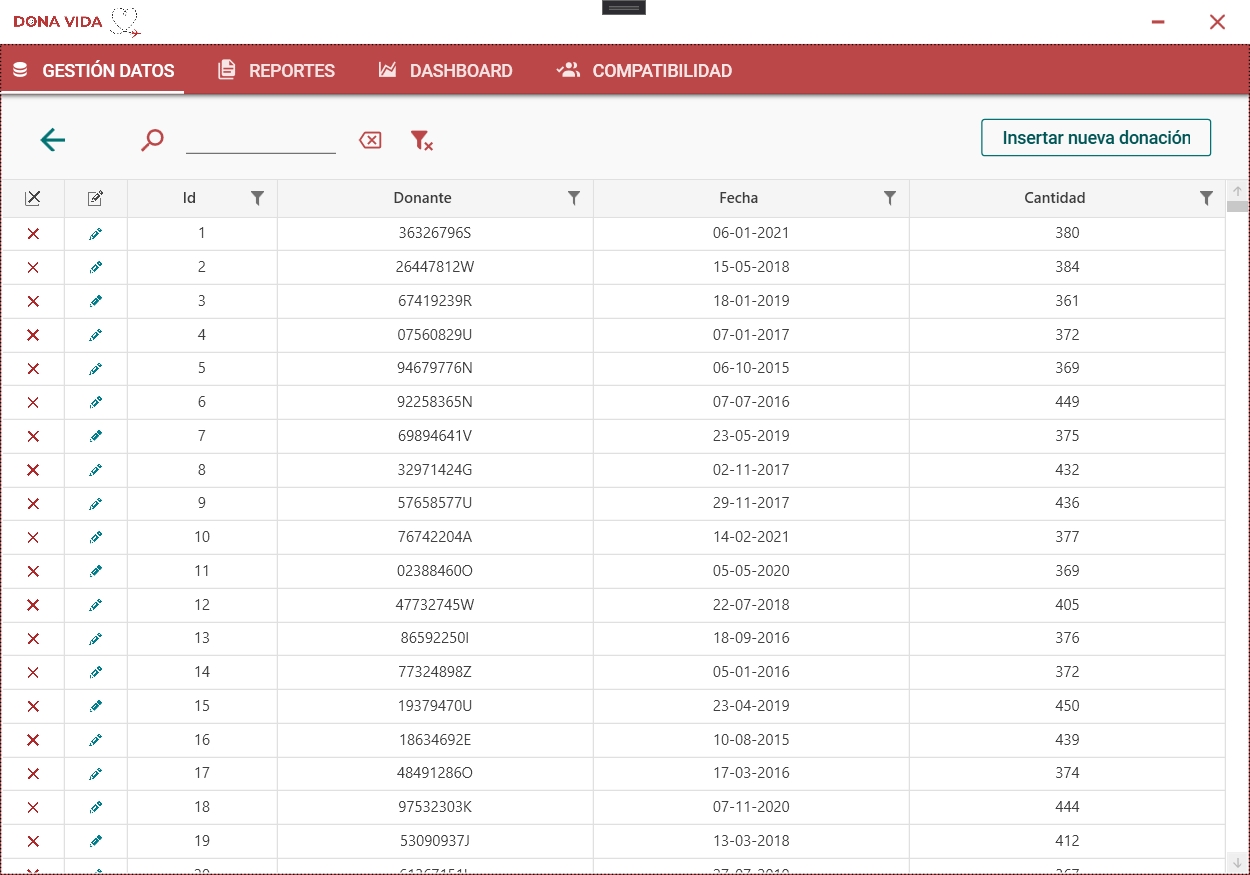 DONA VIDA
GESTIÓN DATOS REPORTES DASHBOARD COMPATIBILIDAD
Insertar nueva donación
Id Donante Fecha Cantidad
1 36326796S 06-01-2021 380
2 26447812W 15-05-2018 384
3 67419239R 18-01-2019 361
4 07560829U 07-01-2017 372
5 94679776N 06-10-2015 369
6 92258365N 07-07-2016 449
7 69894641V 23-05-2019 375
8 32971424G 02-11-2017 432
9 57658577U 29-11-2017 436
10 76742204A 14-02-2021 377
11 02388460O 05-05-2020 369
12 47732745W 22-07-2018 405
13 86592250I 18-09-2016 376
14 77324898Z 05-01-2016 372
15 19379470U 23-04-2019 450
16 18634692E 10-08-2015 439
17 48491286O 17-03-2016 374
18 97532303K 07-11-2020 444
19 53090937J 13-03-2018 412